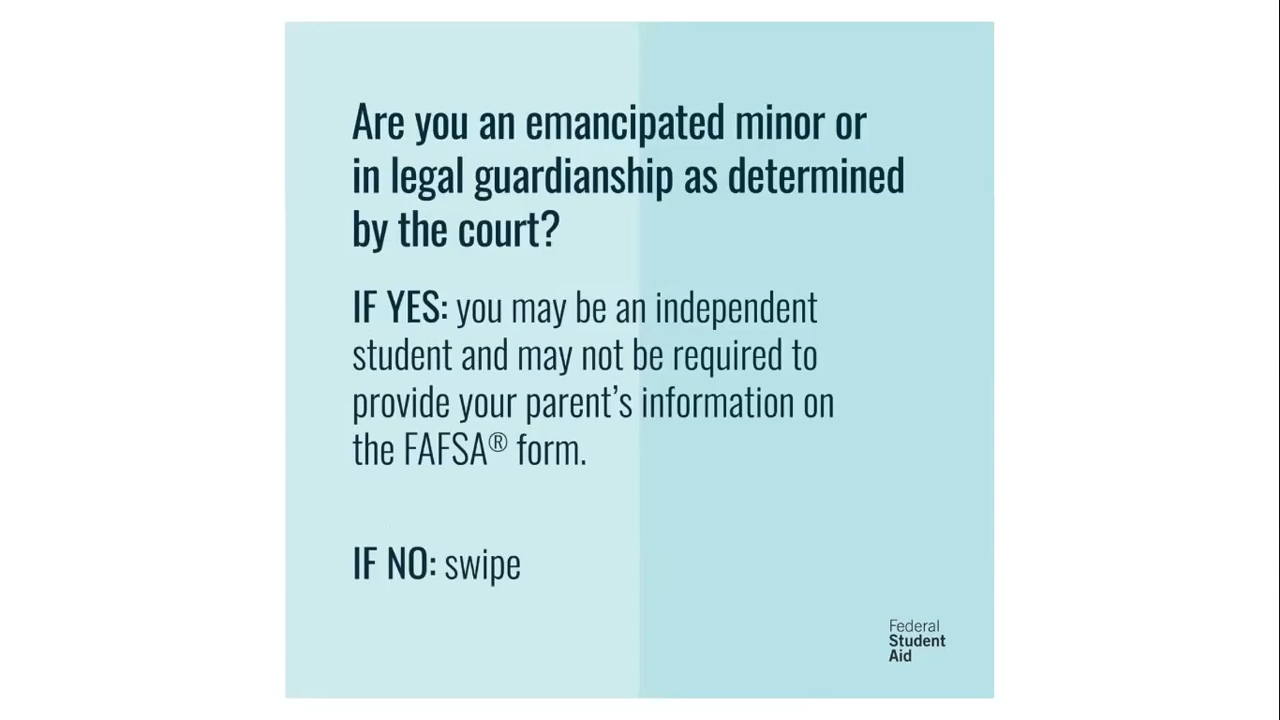 Are you an emancipated minor or
in legal guardianship as determined
by the court?
IF YES: you may be an independent
student and may not be required to
provide your parent’s information on
the FAFSA® form.
IF NO: swipe
Federal
Student
Aid